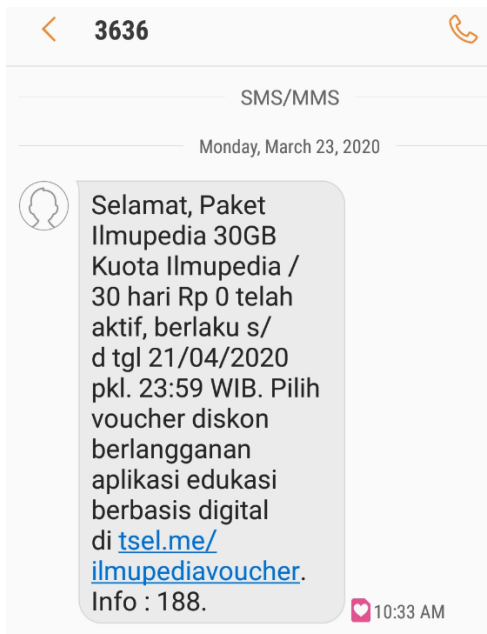 3636
SMS/MMS
Monday, March 23, 2020
Selamat, Paket
Ilmupedia 30GB
Kuota Ilmupedia /
30 hari Rp 0 telah
aktif, berlaku s/
d tgl 21/04/2020
pkl. 23:59 WIB. Pilih
voucher diskon
berlangganan
aplikasi edukasi
berbasis digital
di tsel.me/
ilmupediavoucher.
Info : 188.
10:33 AM